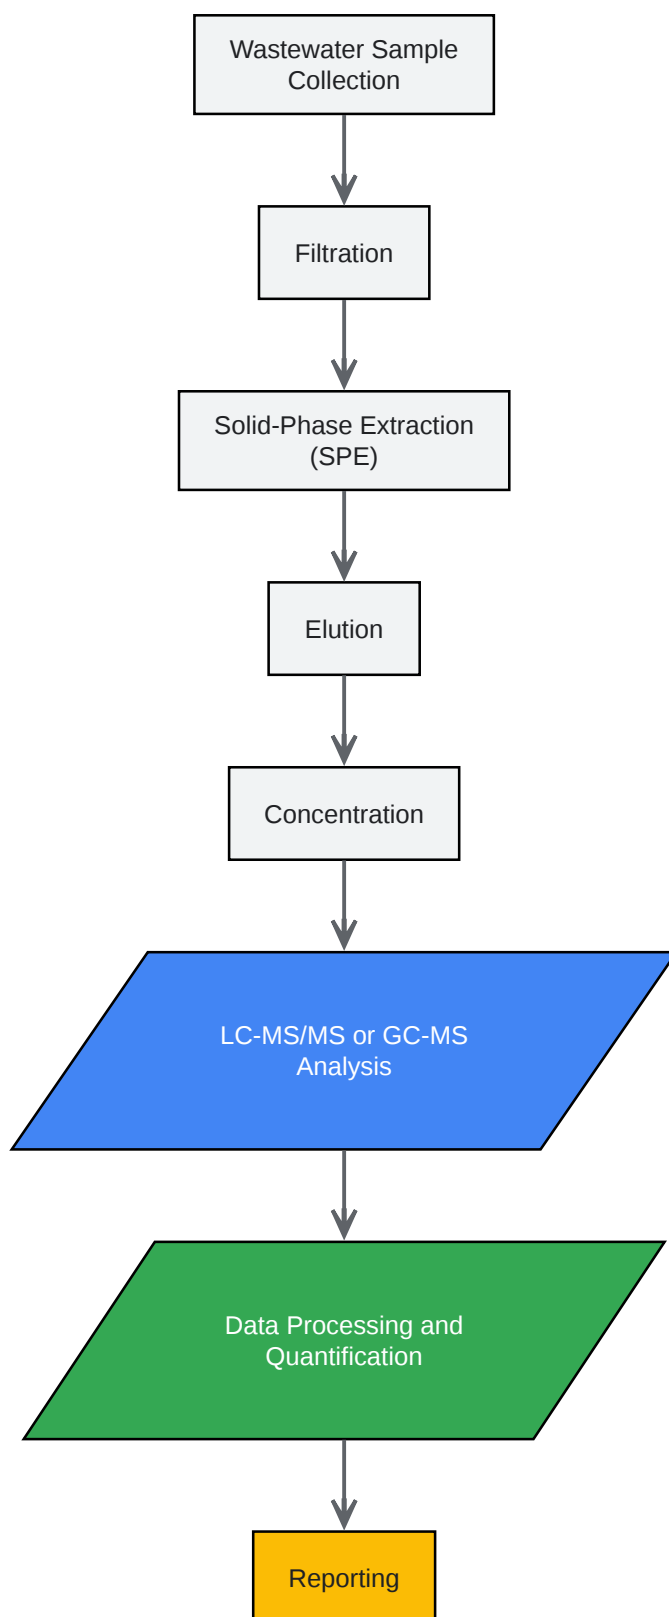 Wastewater Sample
Collection
Filtration
Solid-Phase Extraction
(SPE)
Elution
Concentration
LC-MS/MS or GC-MS
Analysis
Data Processing and
Quantification
Reporting